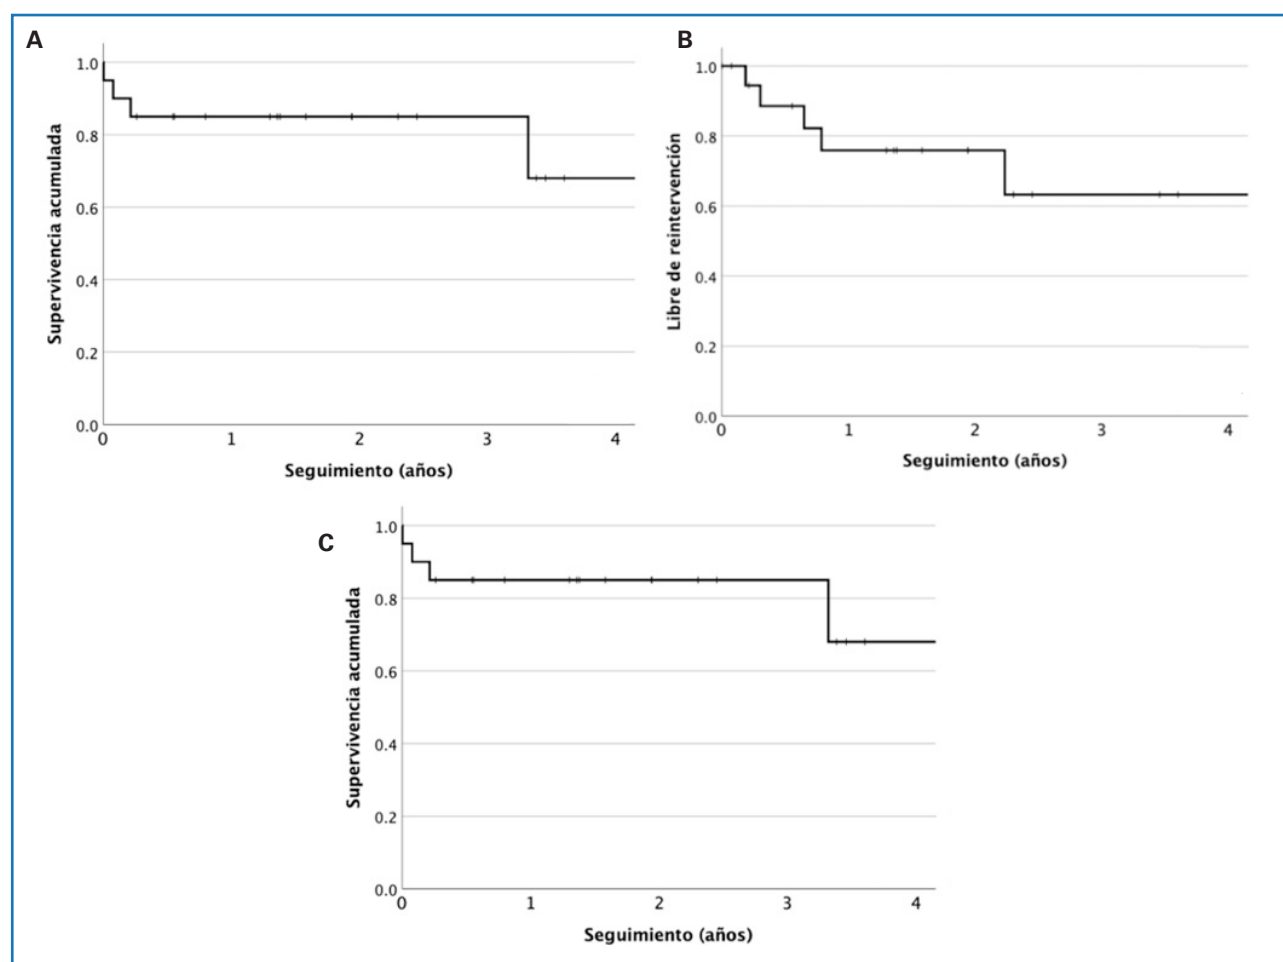 A
1.0
0.8
0.6
0.4
0.2
0.0
0 1 2 3 4
Supervivencia acumulada
Seguimiento (años)
B
1.0
0.8
0.6
0.4
0.2
0.0
0 1 2 3 4
Libre de reintervención
Seguimiento (años)
C
1.0
0.8
0.6
0.4
0.2
0.0
0 1 2 3 4
Supervivencia acumulada
Seguimiento (años)